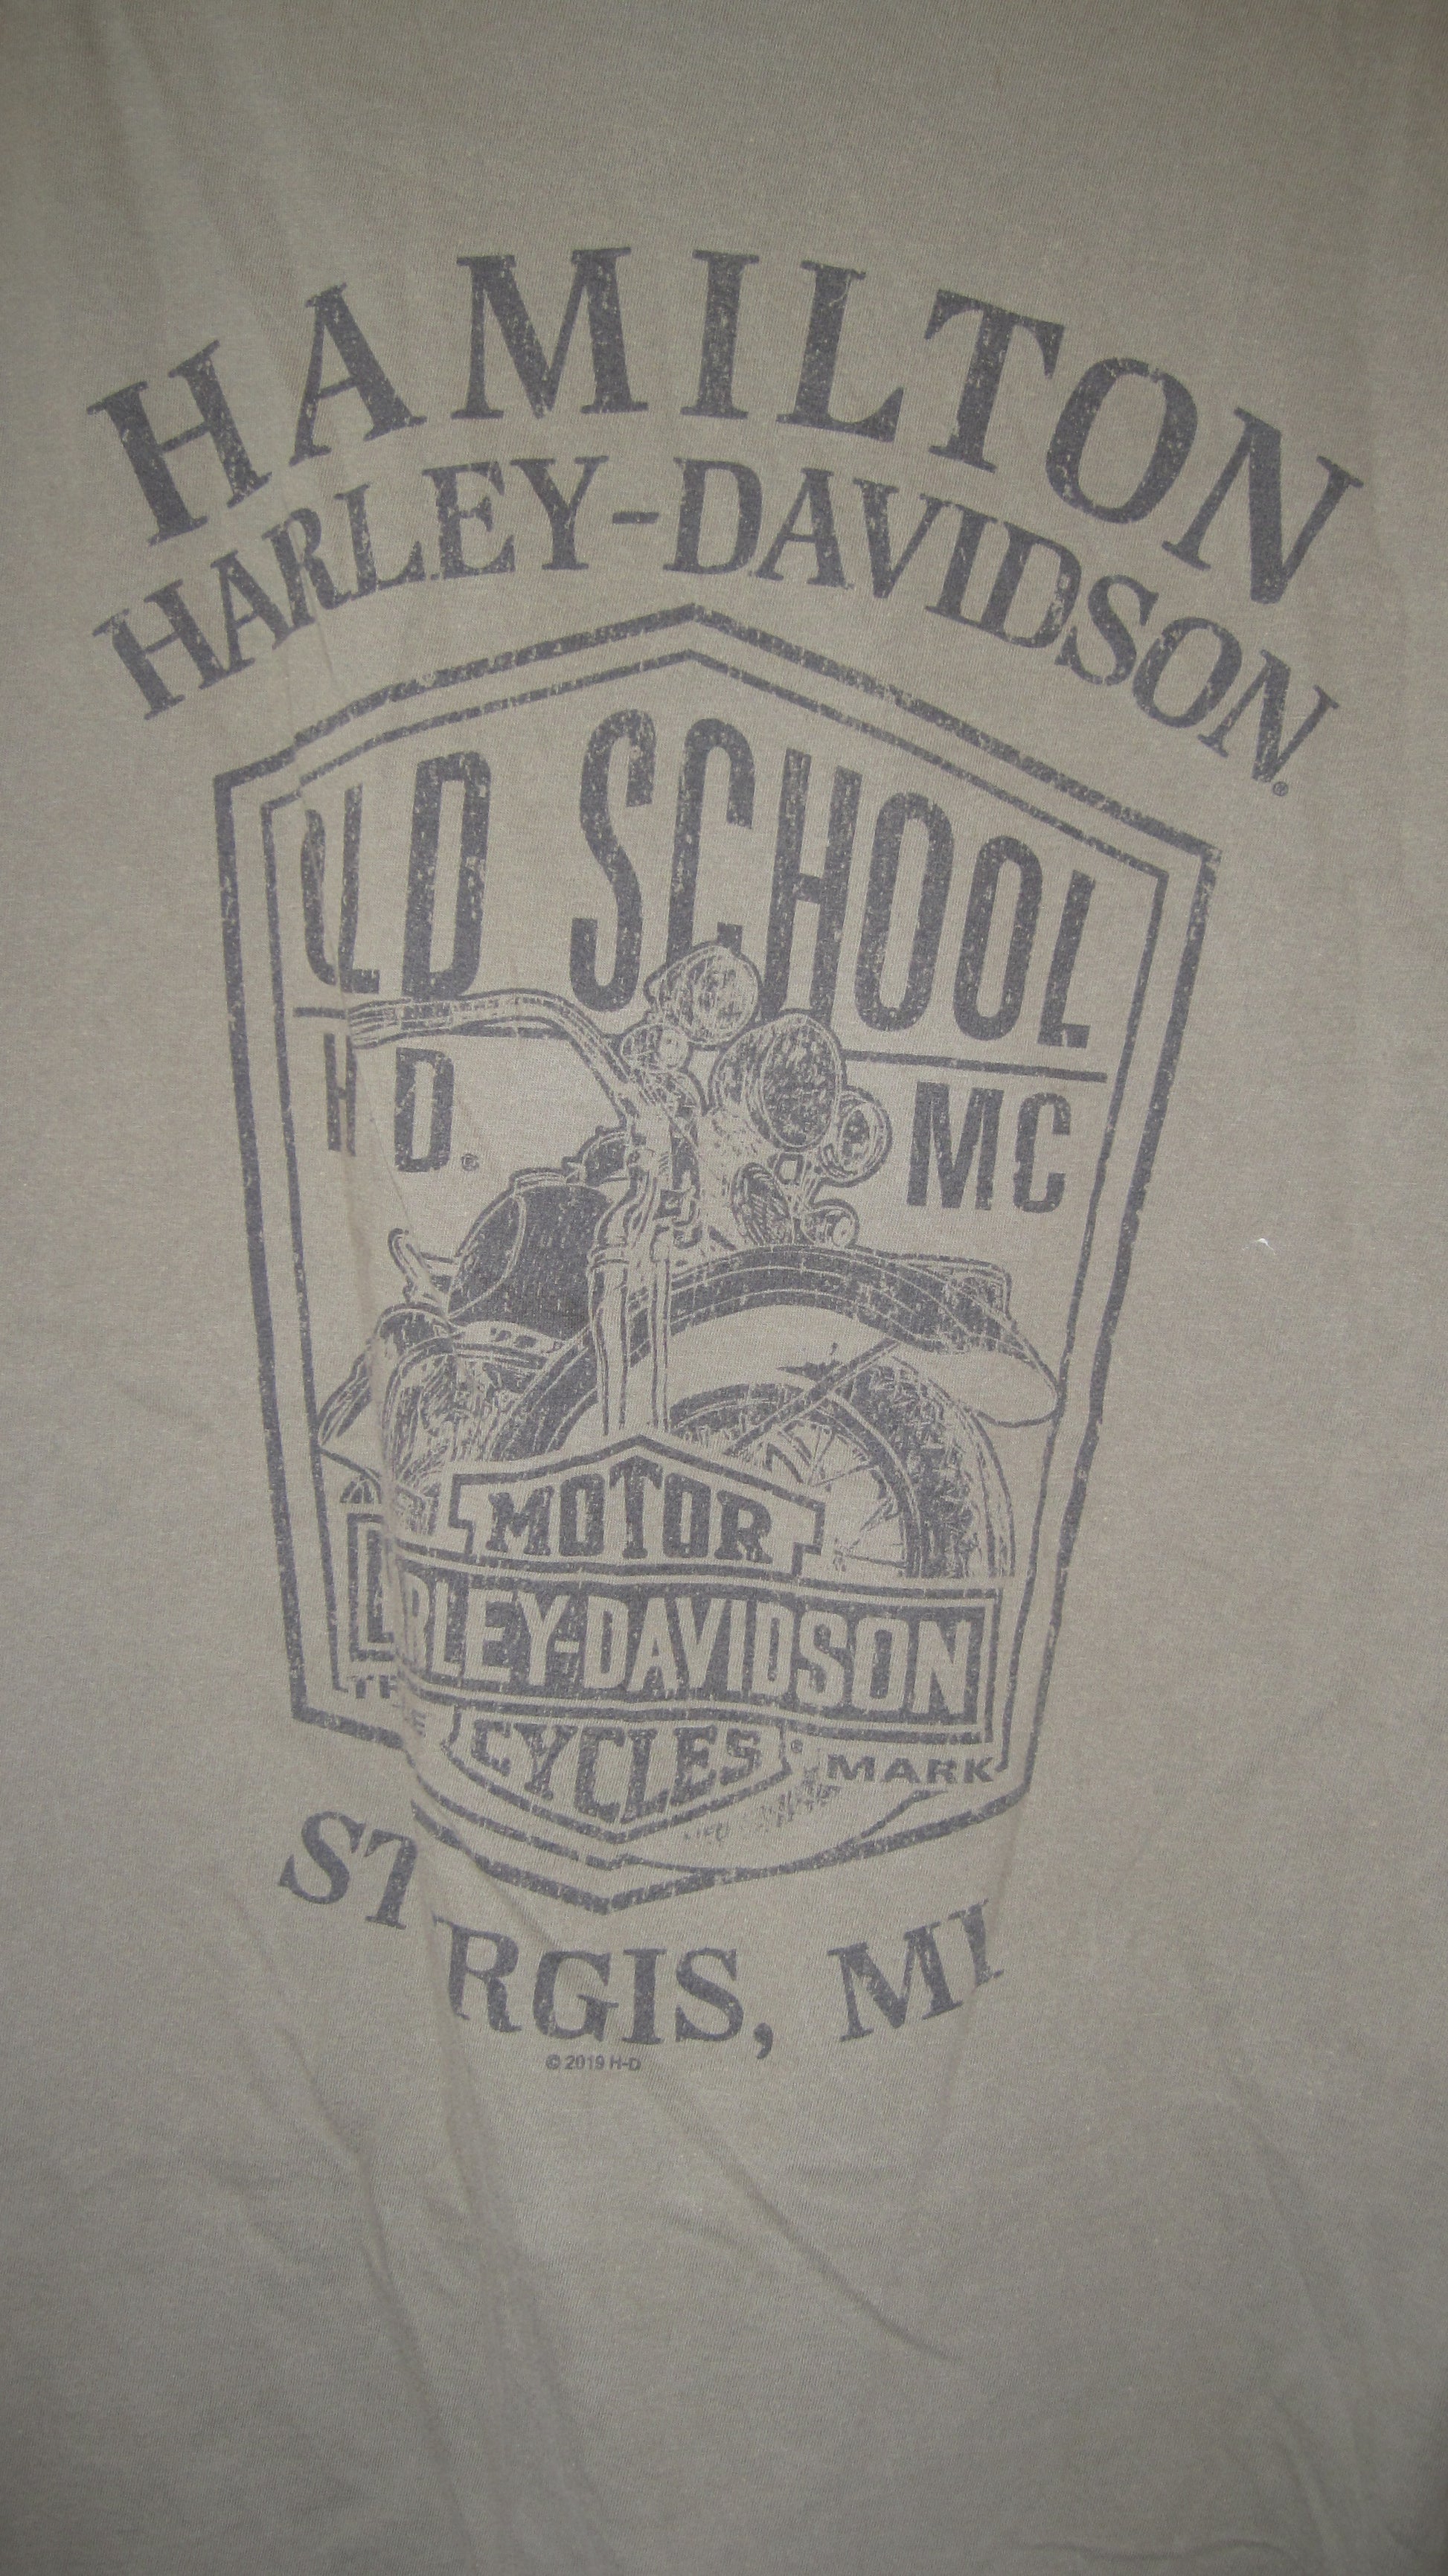 HAMILTON
HARLEY-DAVIDSON®
OLD SCHOOL
H D.® MC
MOTOR
HARLEY-DAVIDSON
CYCLES
MARK
STURGIS, MI
© 2019 H-D